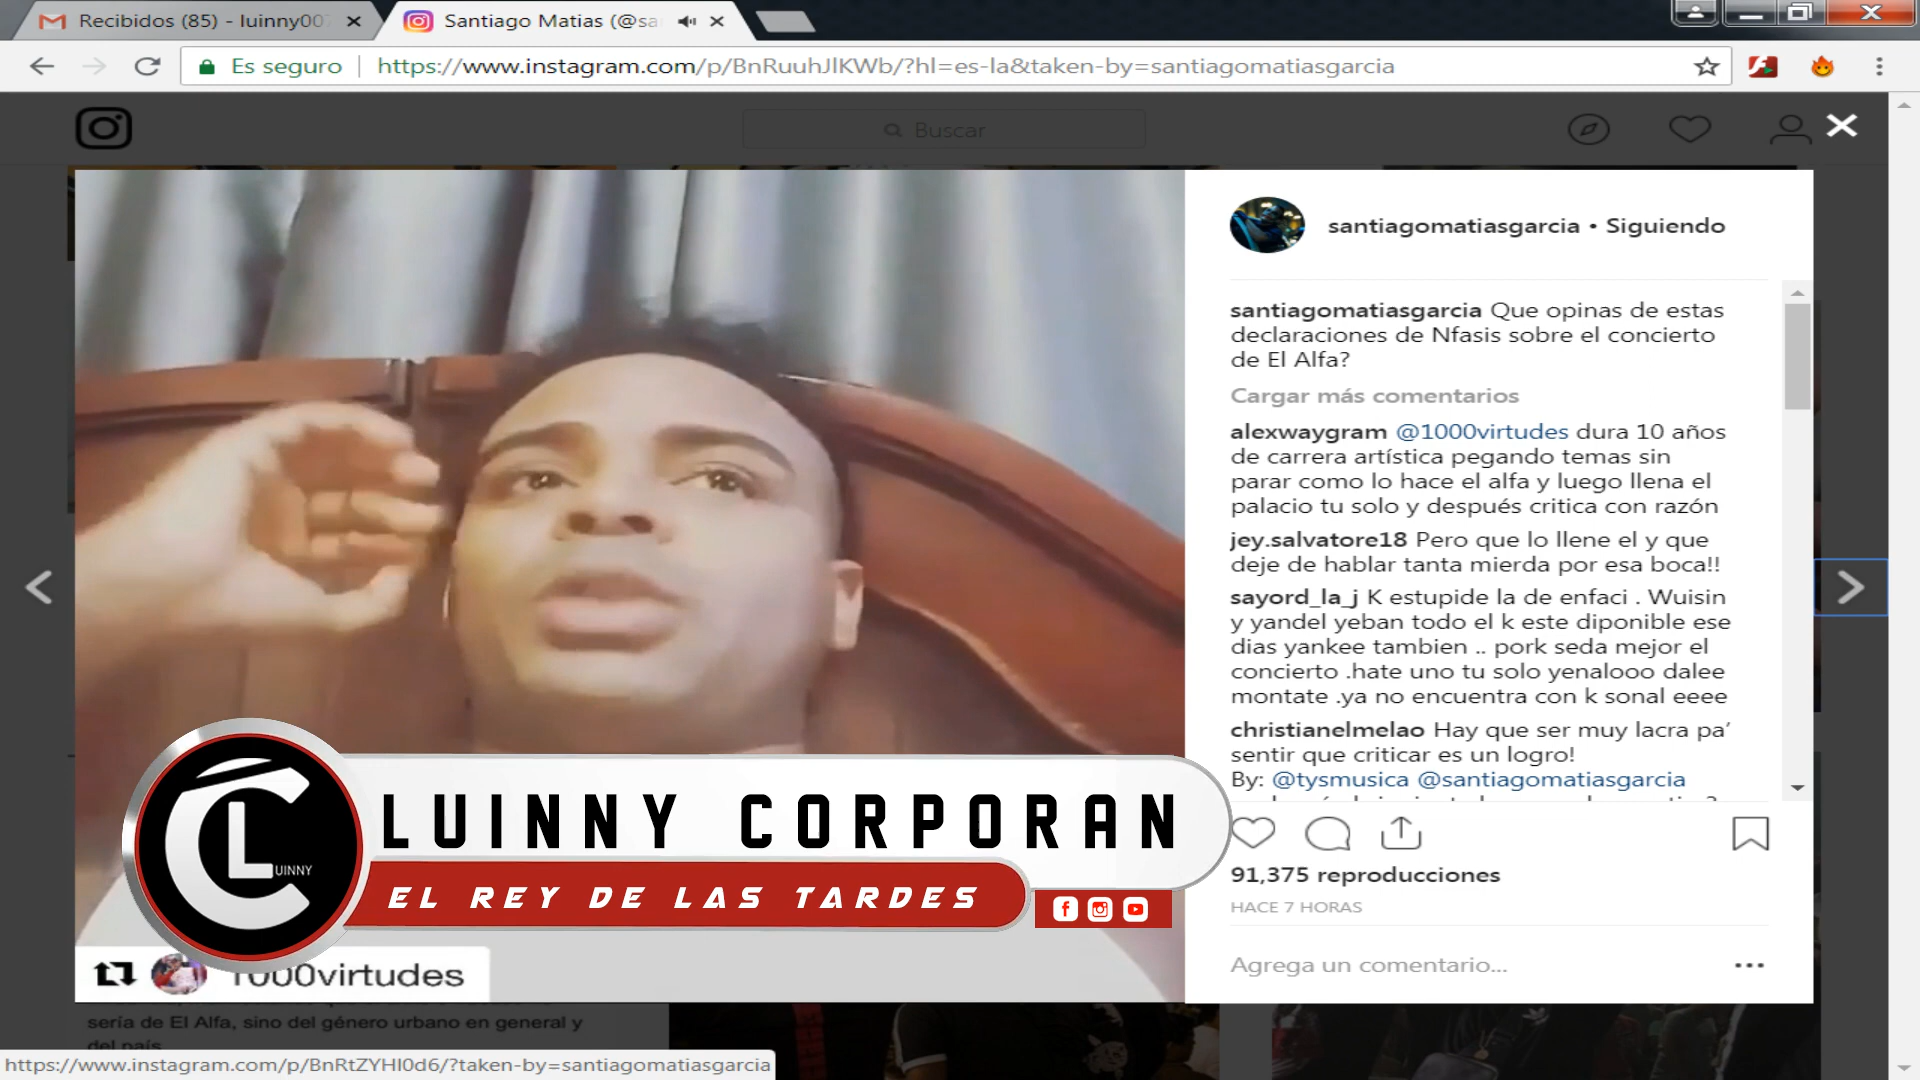 Recibidos (85) - luinny007
Santiago Matias (@sa
Es seguro
https://www.instagram.com/p/BnRuuhJlKWb/?hl=es-la&taken-by=santiagomatiasgarcia
Buscar
santiagomatiasgarcia • Siguiendo
santiagomatiasgarcia Que opinas de estas
declaraciones de Nfasis sobre el concierto
de El Alfa?
Cargar más comentarios
alexwaygram @1000virtudes dura 10 años
de carrera artística pegando temas sin
parar como lo hace el alfa y luego llena el
palacio tu solo y después critica con razón
jey.salvatore18 Pero que lo llene el y que
deje de hablar tanta mierda por esa boca!!
sayord_la_j K estupide la de enfaci . Wuisin
y yandel yeban todo el k este diponible ese
dias yankee tambien .. pork seda mejor el
concierto .hate uno tu solo yenalooo dalee
montate .ya no encuentra con k sonal eeee
christianelmelao Hay que ser muy lacra pa’
sentir que criticar es un logro!
By: @tysmusica @santiagomatiasgarcia
91,375 reproducciones
HACE 7 HORAS
Agrega un comentario...
LUINNY CORPORAN
EL REY DE LAS TARDES
CL UINNY
1000virtudes
sería de El Alfa, sino del género urbano en general y
del país
https://www.instagram.com/p/BnRtZYHl0d6/?taken-by=santiagomatiasgarcia